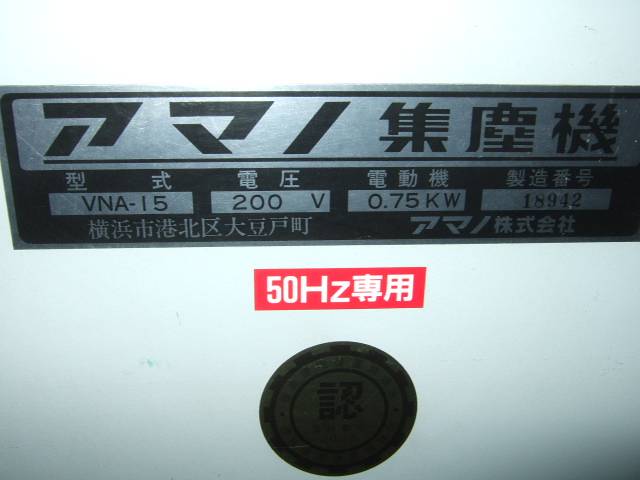 アマノ集塵機
型式 電圧 電動機 製造番号
VNA-15 200 V 0.75KW 18942
横浜市港北区大豆戸町 アマノ株式会社
50Hz専用
認